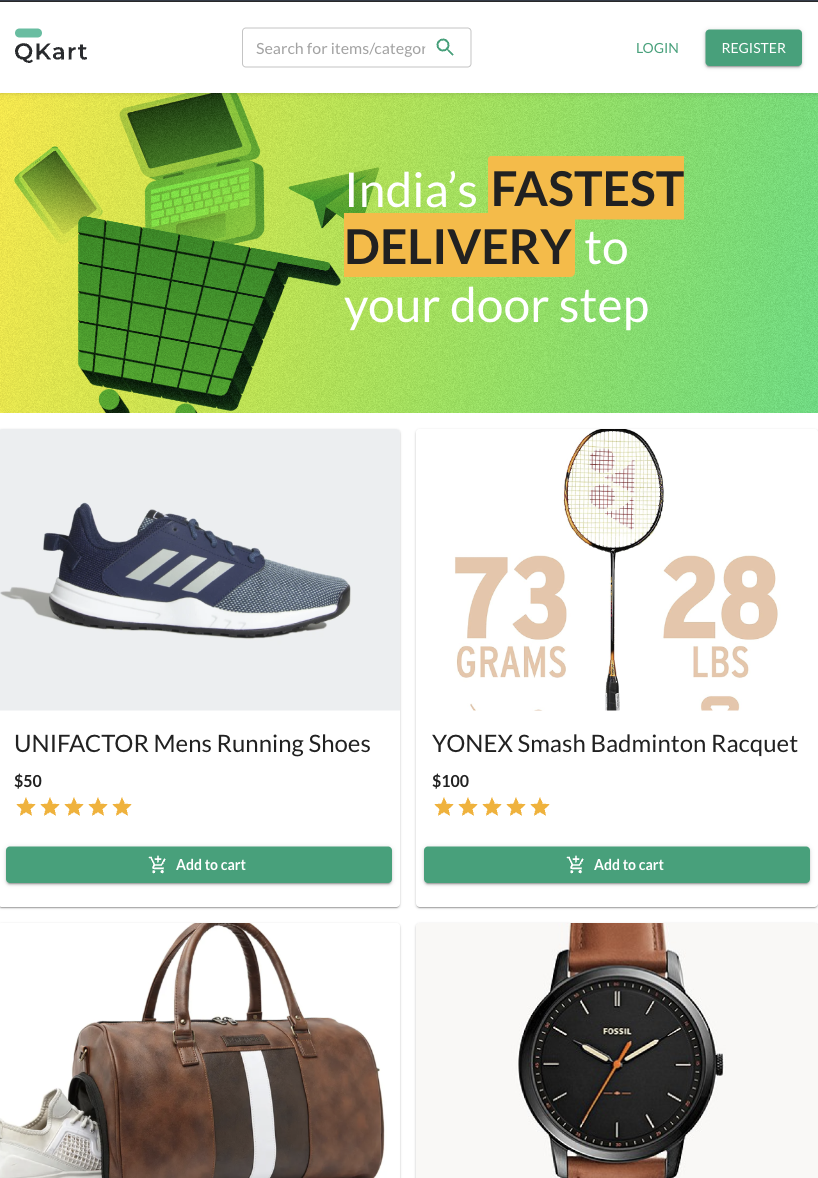 QKart
Search for items/categor
LOGIN
REGISTER
India's FASTEST
DELIVERY to
your door step
73
GRAMS
28
LBS
UNIFACTOR Mens Running Shoes
$50
Add to cart
YONEX Smash Badminton Racquet
$100
Add to cart
FOSSIL